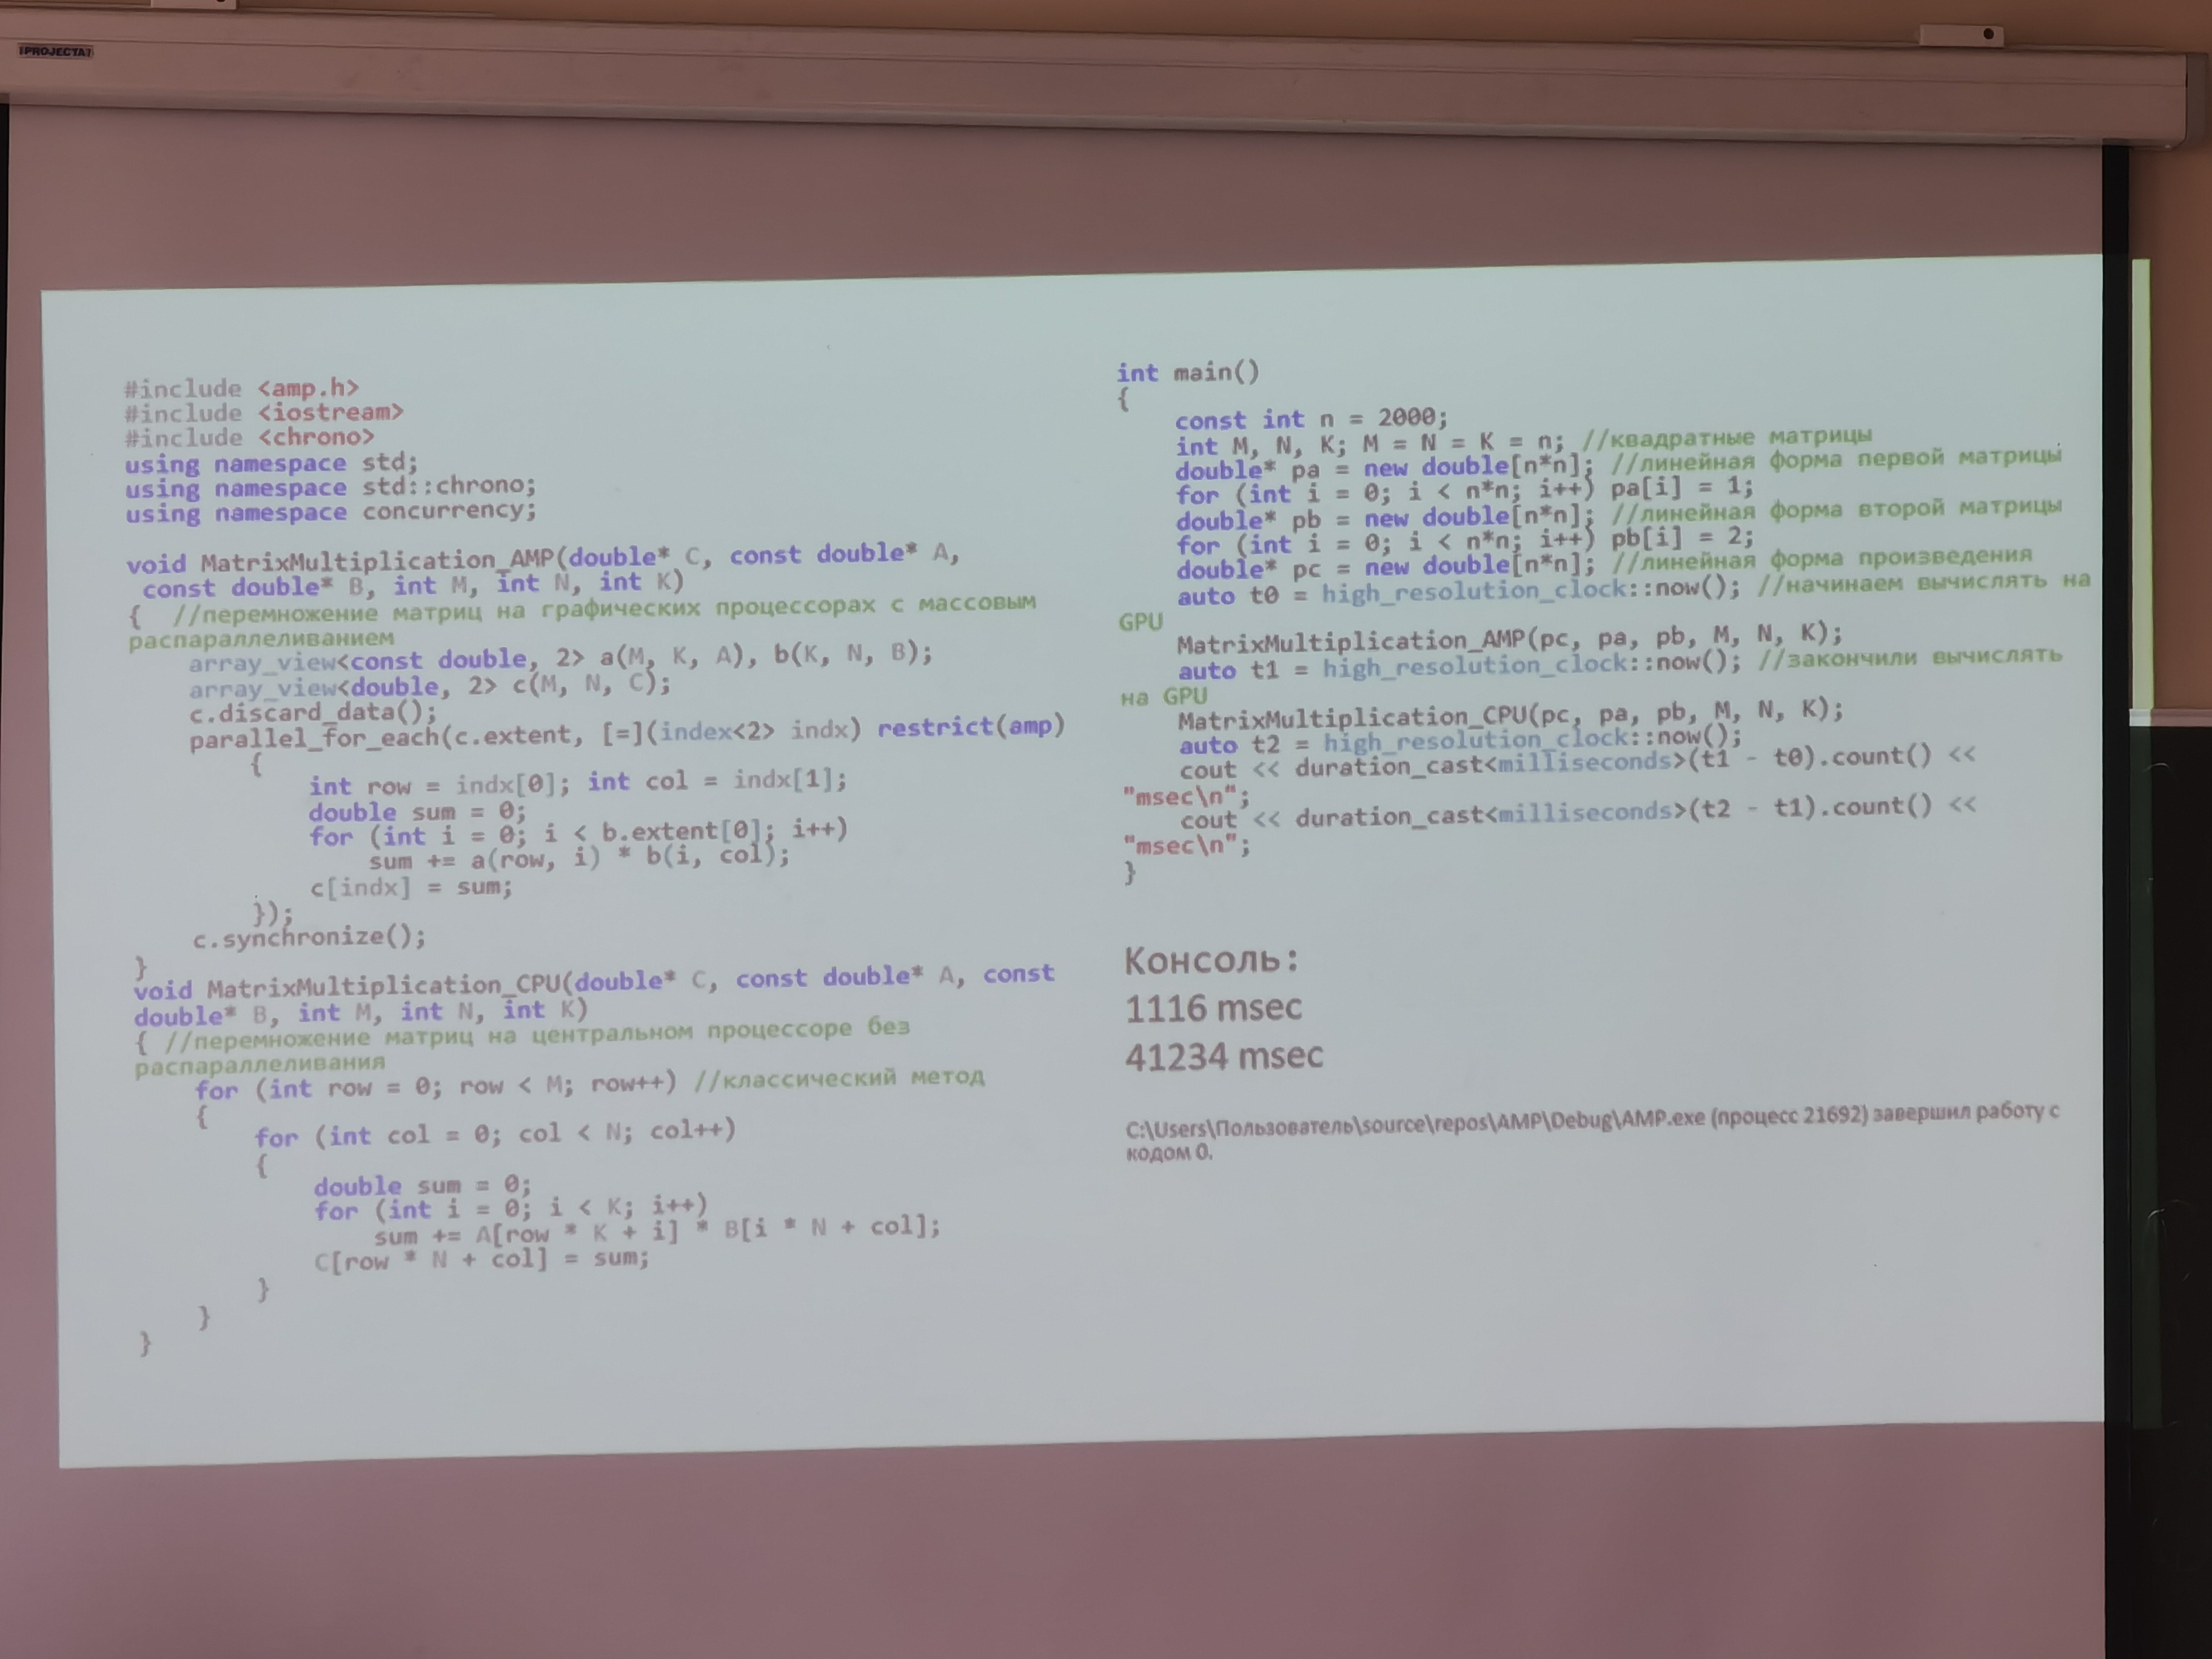 PROJECTA
#include <amp.h>
#include <iostream>
#include <chrono>
using namespace std;
using namespace std::chrono;
using namespace concurrency;
void MatrixMultiplication_AMP(double* C, const double* A,
const double* B, int M, int N, int K)
{ //перемножение матриц на графических процессорах с массовым
распараллеливанием
array_view<const double, 2> a(M, K, A), b(K, N, B);
array_view<double, 2> c(M, N, C);
c.discard_data();
parallel_for_each(c.extent, [=](index<2> indx) restrict(amp)
{
int row = indx[0]; int col = indx[1];
double sum = 0;
for (int i = 0; i < b.extent[0]; i++)
sum += a(row, i) * b(i, col);
c[indx] = sum;
});
c.synchronize();
}
void MatrixMultiplication_CPU(double* C, const double* A, const
double* B, int M, int N, int K)
{ //перемножение матриц на центральном процессоре без
распараллеливания
for (int row = 0; row < M; row++) //классический метод
{
for (int col = 0; col < N; col++)
{
double sum = 0;
for (int i = 0; i < K; i++)
sum += A[row * K + i] * B[i * N + col];
C[row * N + col] = sum;
}
}
}
int main()
{
const int n = 2000;
int M, N, K; M = N = K = n; //квадратные матрицы
double* pa = new double[n*n]; //линейная форма первой матрицы
for (int i = 0; i < n*n; i++) pa[i] = 1;
double* pb = new double[n*n]; //линейная форма второй матрицы
for (int i = 0; i < n*n; i++) pb[i] = 2;
double* pc = new double[n*n]; //линейная форма произведения
auto t0 = high_resolution_clock::now(); //начинаем вычислять на
GPU
MatrixMultiplication_AMP(pc, pa, pb, M, N, K);
auto t1 = high_resolution_clock::now(); //закончили вычислять
на GPU
MatrixMultiplication_CPU(pc, pa, pb, M, N, K);
auto t2 = high_resolution_clock::now();
cout << duration_cast<milliseconds>(t1 - t0).count() <<
"msec\n";
cout << duration_cast<milliseconds>(t2 - t1).count() <<
"msec\n";
}
Консоль:
1116 msec
41234 msec
C:\Users\Пользователь\source\repos\AMP\Debug\AMP.exe (процесс 21692) завершил работу с
кодом 0.